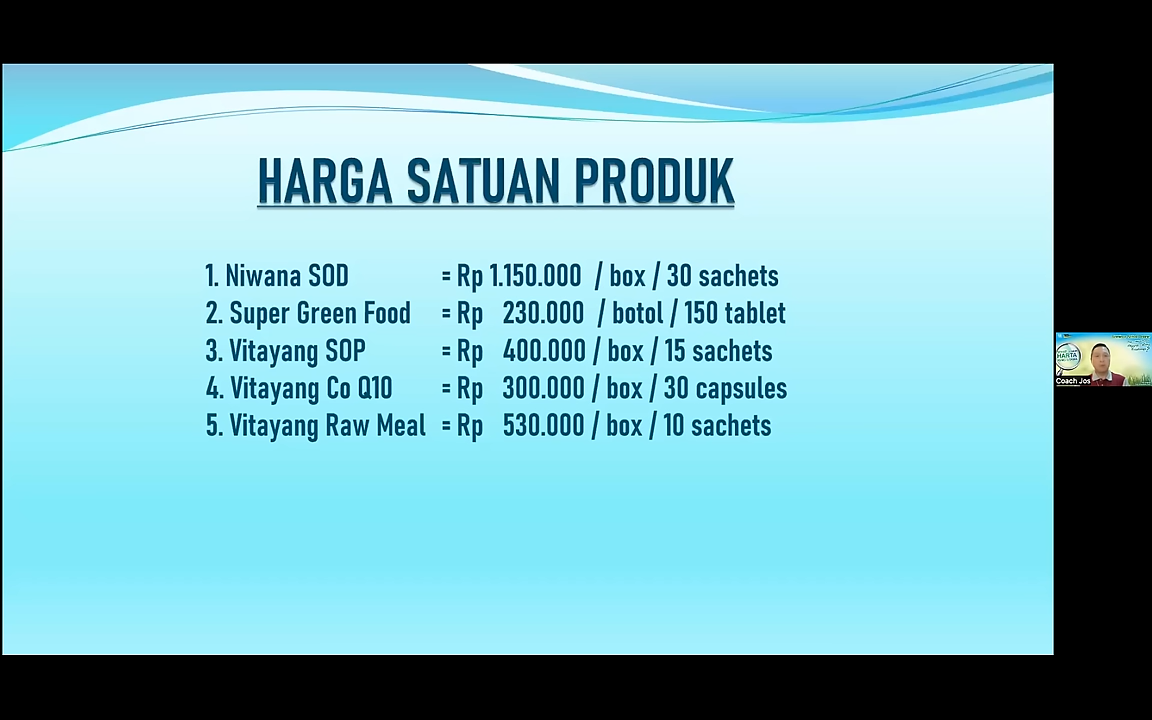 HARGA SATUAN PRODUK
1. Niwana SOD = Rp 1.150.000 / box / 30 sachets
2. Super Green Food = Rp 230.000 / botol / 150 tablet
3. Vitayang SOP = Rp 400.000 / box / 15 sachets
4. Vitayang Co Q10 = Rp 300.000 / box / 30 capsules
5. Vitayang Raw Meal = Rp 530.000 / box / 10 sachets
HARTA
Coach Jos